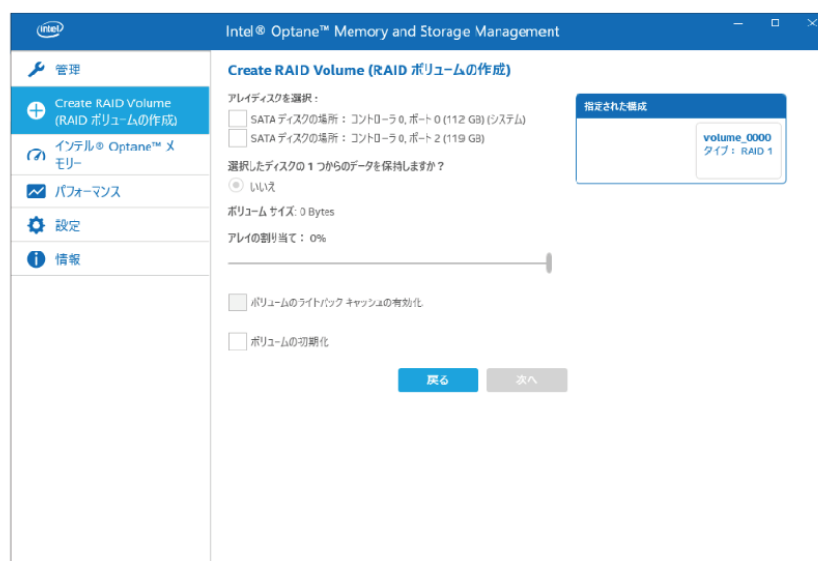 intel
Intel® Optane™ Memory and Storage Management
管理
Create RAID Volume
(RAID ボリュームの作成)
インテル® Optane™ メ
モリー
パフォーマンス
設定
情報
Create RAID Volume (RAID ボリュームの作成)
アレイディスクを選択：
SATA ディスクの場所： コントローラ 0, ポート 0 (112 GB) (システム)
SATA ディスクの場所： コントローラ 0, ポート 2 (119 GB)
選択したディスクの 1 つからのデータを保持しますか？
いいえ
ボリューム サイズ: 0 Bytes
アレイの割り当て： 0%
ボリュームのライトバック キャッシュの有効化
ボリュームの初期化
戻る
次へ
指定された構成
volume_0000
タイプ： RAID 1